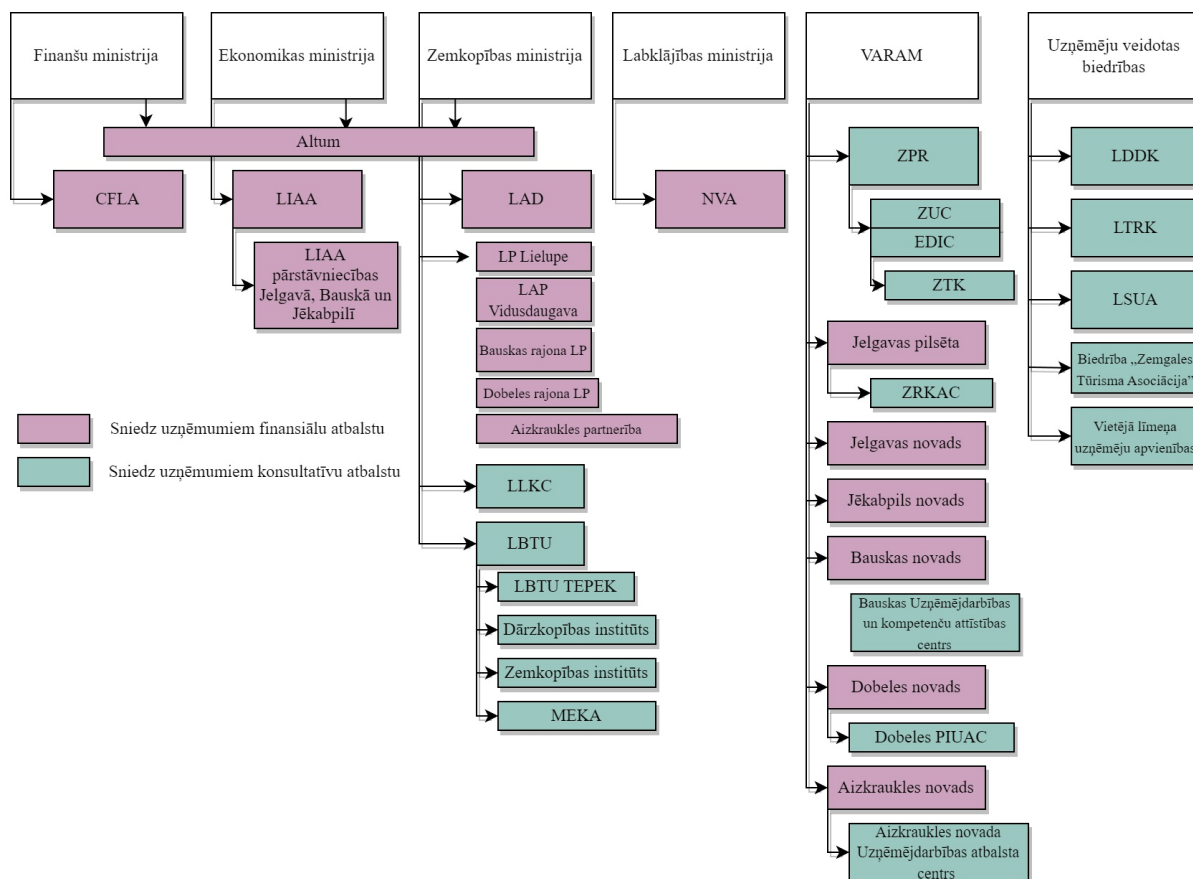 Finanšu ministrija
Ekonomikas ministrija
Zemkopības ministrija
Labklājības ministrija
VARAM
Uzņēmēju veidotas
biedrības
Altum
CFLA
LIAA
LIAA
pārstāvniecības
Jelgavā, Bauskā un
Jēkabpilī
LAD
LP Lielupe
LAP
Vidusdaugava
Bauskas rajona LP
Dobeles rajona LP
Aizkraukles partnerība
LLKC
LBTU
LBTU TEPEK
Dārzkopības institūts
Zemkopības institūts
MEKA
NVA
ZPR
ZUC
EDIC
ZTK
Jelgavas pilsēta
ZRKAC
Jelgavas novads
Jēkabpils novads
Bauskas novads
Bauskas Uzņēmējdarbības
un kompetenču attīstības
centrs
Dobeles novads
Dobeles PIUAC
Aizkraukles novads
Aizkraukles novada
Uzņēmējdarbības atbalsta
centrs
LDDK
LTRK
LSUA
Biedrība „Zemgales
Tūrisma Asociācija”
Vietējā līmeņa
uzņēmēju apvienības
Sniedz uzņēmumiem finansiālu atbalstu
Sniedz uzņēmumiem konsultatīvu atbalstu